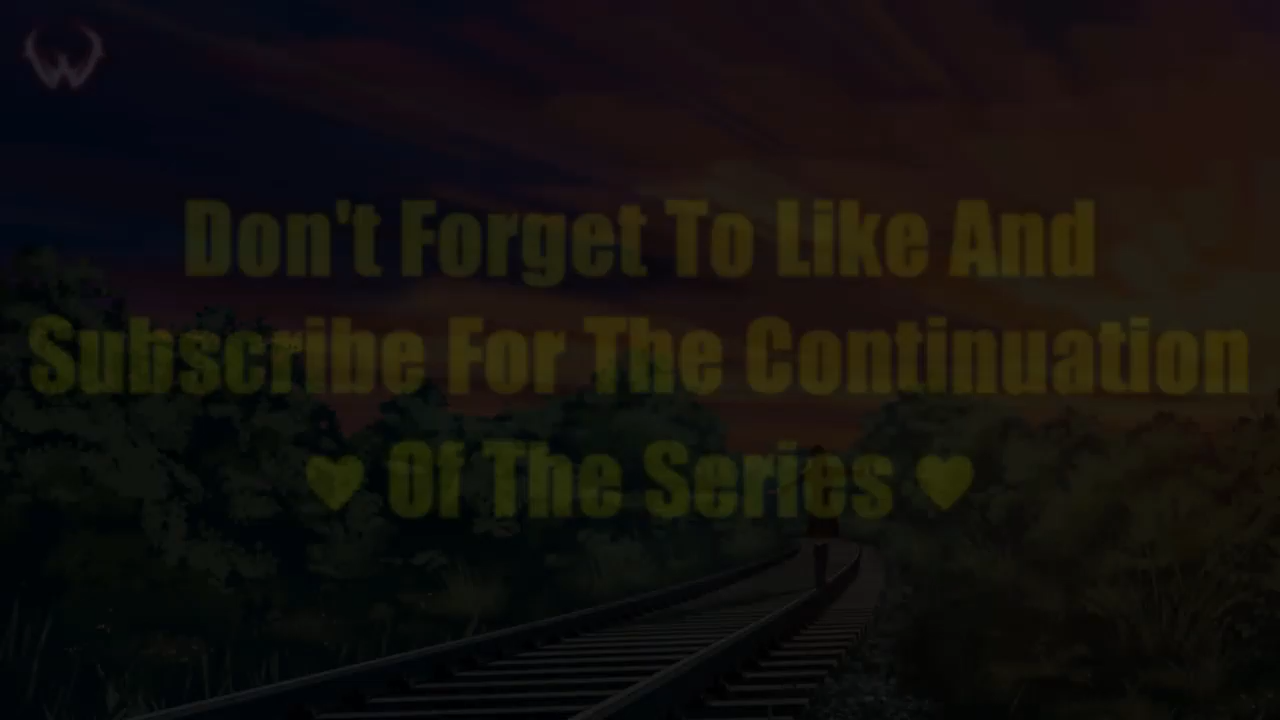 Don't Forget To Like And
Subscribe For The Continuation
♥ Of The Series ♥